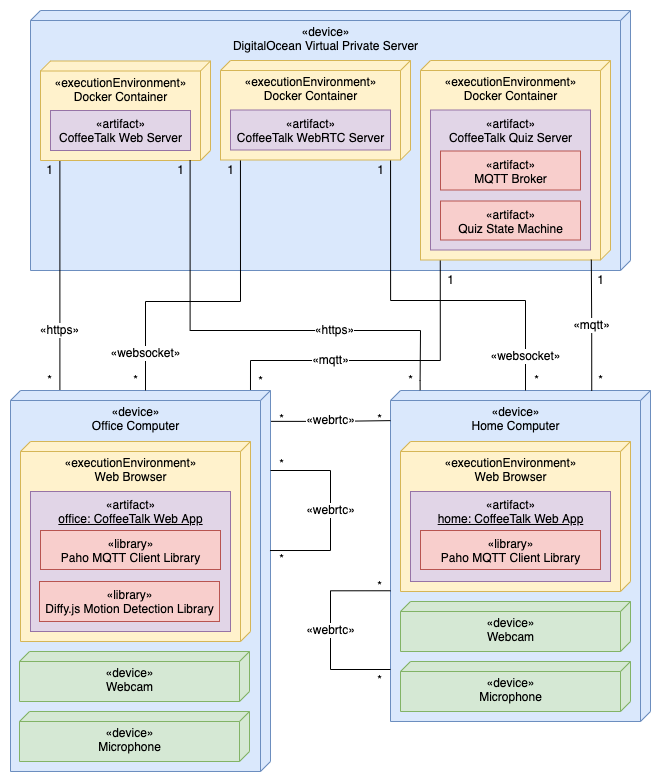 «device»
DigitalOcean Virtual Private Server
«executionEnvironment»
Docker Container
«artifact»
CoffeeTalk Web Server
«executionEnvironment»
Docker Container
«artifact»
CoffeeTalk WebRTC Server
«executionEnvironment»
Docker Container
«artifact»
CoffeeTalk Quiz Server
«artifact»
MQTT Broker
«artifact»
Quiz State Machine
1
1
1
1
1
1
«https»
«websocket»
«https»
«mqtt»
«websocket»
«mqtt»
*
*
*
*
*
*
«device»
Office Computer
«executionEnvironment»
Web Browser
«artifact»
office: CoffeeTalk Web App
«library»
Paho MQTT Client Library
«library»
Diffy.js Motion Detection Library
«device»
Webcam
«device»
Microphone
*
«webrtc»
*
*
«webrtc»
*
*
«webrtc»
*
«device»
Home Computer
«executionEnvironment»
Web Browser
«artifact»
home: CoffeeTalk Web App
«library»
Paho MQTT Client Library
«device»
Webcam
«device»
Microphone